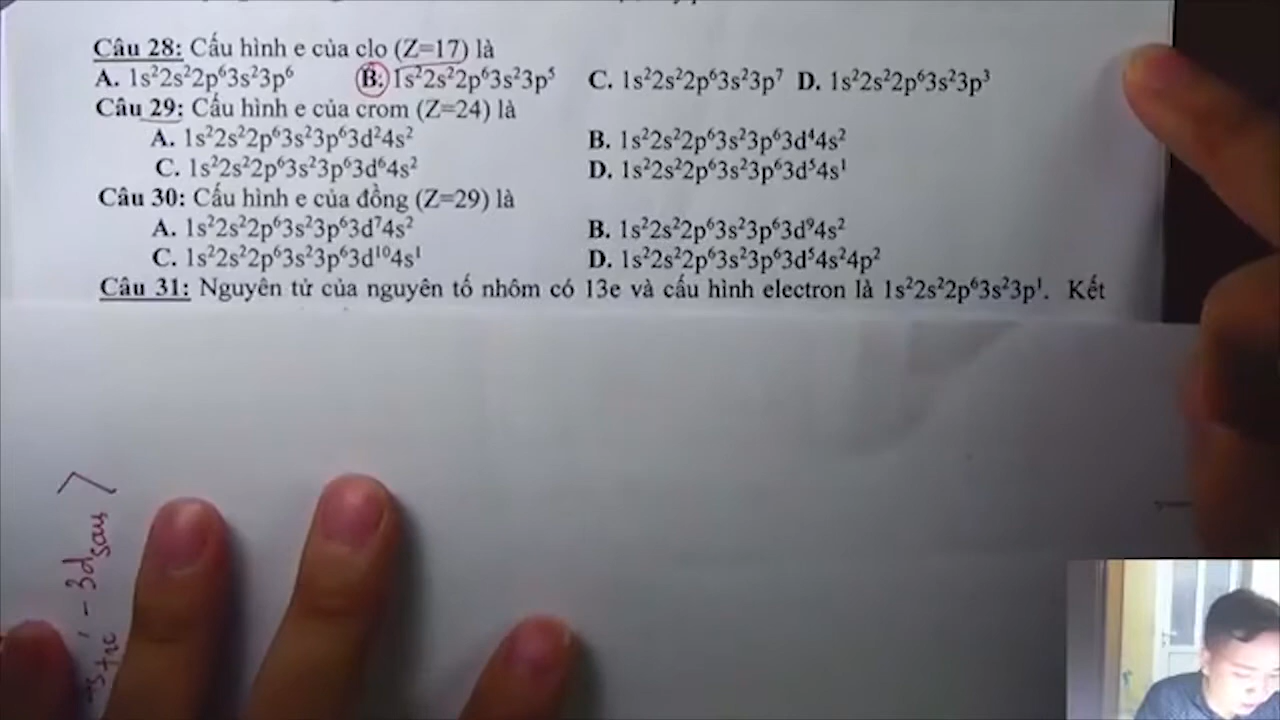 Câu 28: Cấu hình e của clo (Z=17) là
A. 1s²2s²2p⁶3s²3p⁶ B. 1s²2s²2p⁶3s²3p⁵ C. 1s²2s²2p⁶3s²3p⁷ D. 1s²2s²2p⁶3s²3p³
Câu 29: Cấu hình e của crom (Z=24) là
A. 1s²2s²2p⁶3s²3p⁶3d²4s² B. 1s²2s²2p⁶3s²3p⁶3d⁴4s²
C. 1s²2s²2p⁶3s²3p⁶3d⁶4s² D. 1s²2s²2p⁶3s²3p⁶3d⁵4s¹
Câu 30: Cấu hình e của đồng (Z=29) là
A. 1s²2s²2p⁶3s²3p⁶3d⁷4s² B. 1s²2s²2p⁶3s²3p⁶3d⁹4s²
C. 1s²2s²2p⁶3s²3p⁶3d¹⁰4s¹ D. 1s²2s²2p⁶3s²3p⁶3d⁵4s²4p²
Câu 31: Nguyên tử của nguyên tố nhôm có 13e và cấu hình electron là 1s²2s²2p⁶3s²3p¹. Kết
- 3d sau